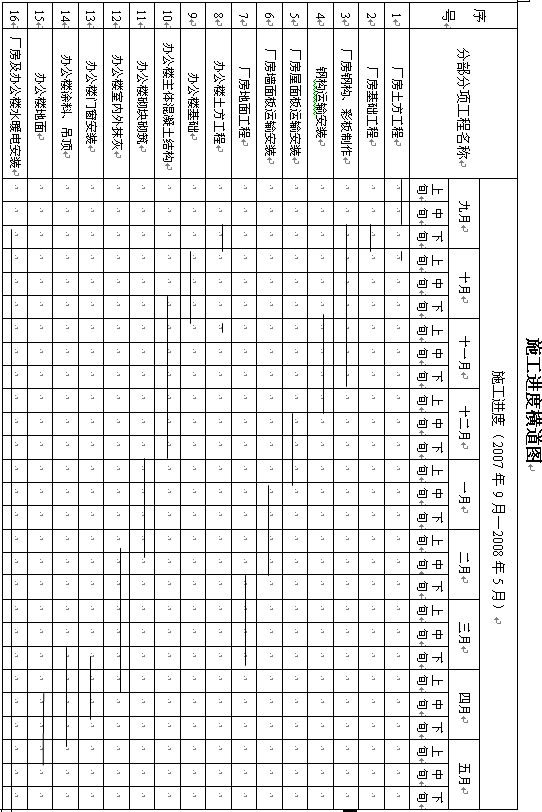 施工进度横道图
序号
分部分项工程名称
施工进度（2007 年 9 月—2008 年 5 月）
九月 十月 十一月 十二月 一月 二月 三月 四月 五月
上旬 中旬 下旬 上旬 中旬 下旬 上旬 中旬 下旬 上旬 中旬 下旬 上旬 中旬 下旬 上旬 中旬 下旬 上旬 中旬 下旬 上旬 中旬 下旬 上旬 中旬 下旬
1 厂房土方工程
2 厂房基础工程
3 厂房钢构、彩板制作
4 钢构运输安装
5 厂房屋面板运输安装
6 厂房墙面板运输安装
7 厂房地面工程
8 办公楼土方工程
9 办公楼基础
10 办公楼主体混凝土结构
11 办公楼砌块砌筑
12 办公楼室内外抹灰
13 办公楼门窗安装
14 办公楼涂料、吊顶
15 办公楼地面
16 厂房及办公楼水暖电安装